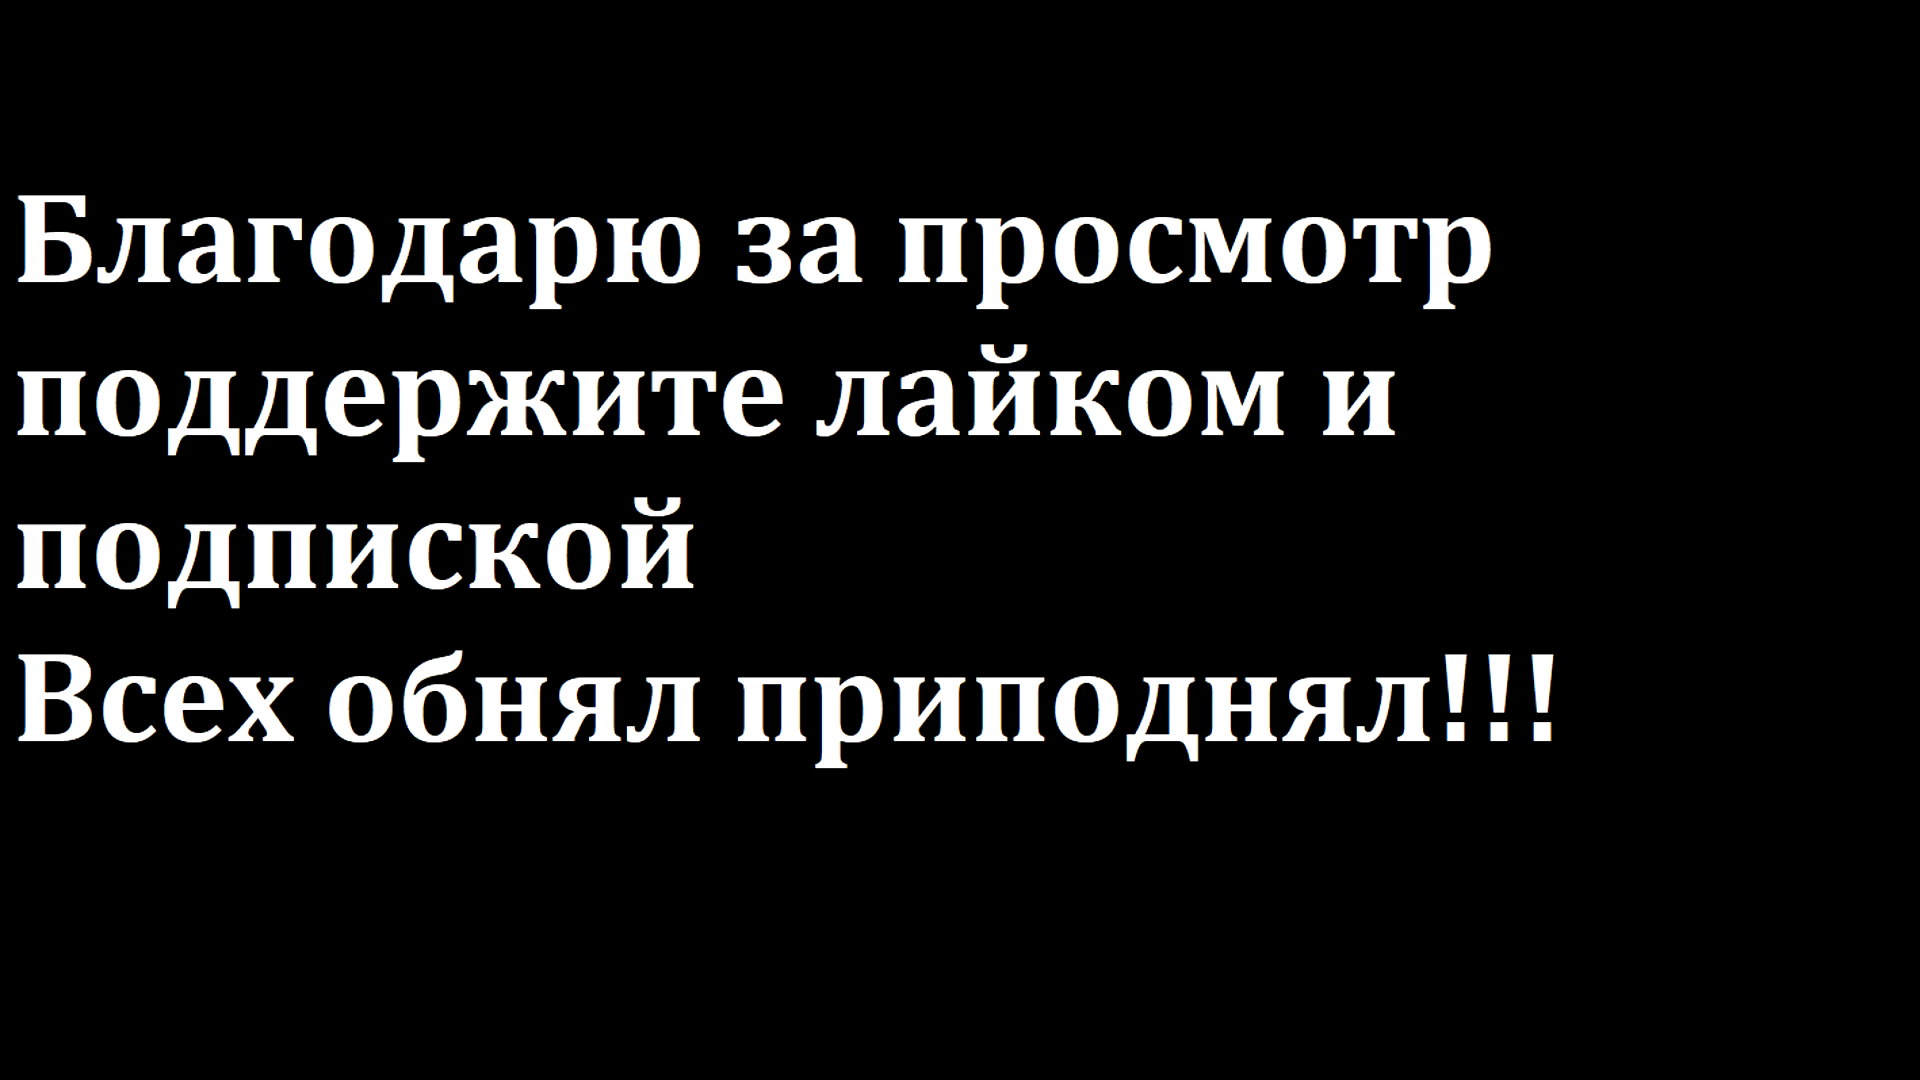 Благодарю за просмотр
поддержите лайком и
подпиской
Всех обнял приподнял!!!